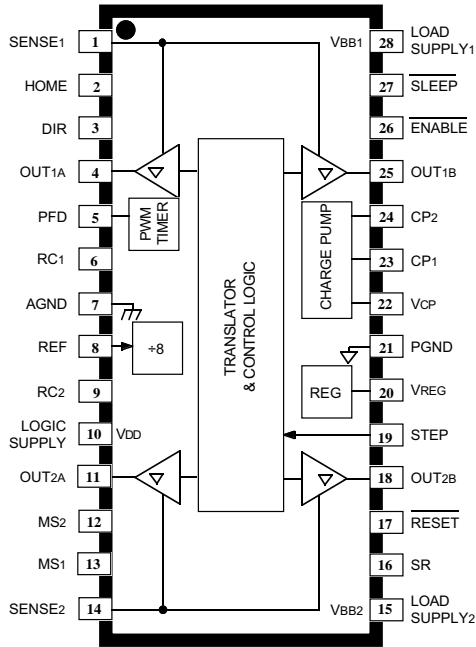 SENSE1 1
HOME 2
DIR 3
OUT1A 4
PFD 5
RC1 6
AGND 7
REF 8
RC2 9
LOGIC
SUPPLY 10 VDD
OUT2A 11
MS2 12
MS1 13
SENSE2 14
PWM
TIMER
÷8
TRANSLATOR
& CONTROL LOGIC
CHARGE PUMP
REG
VBB1 28 LOAD
SUPPLY1
27 SLEEP
26 ENABLE
25 OUT1B
24 CP2
23 CP1
22 VCP
21 PGND
20 VREG
19 STEP
18 OUT2B
17 RESET
16 SR
VBB2 15 LOAD
SUPPLY2